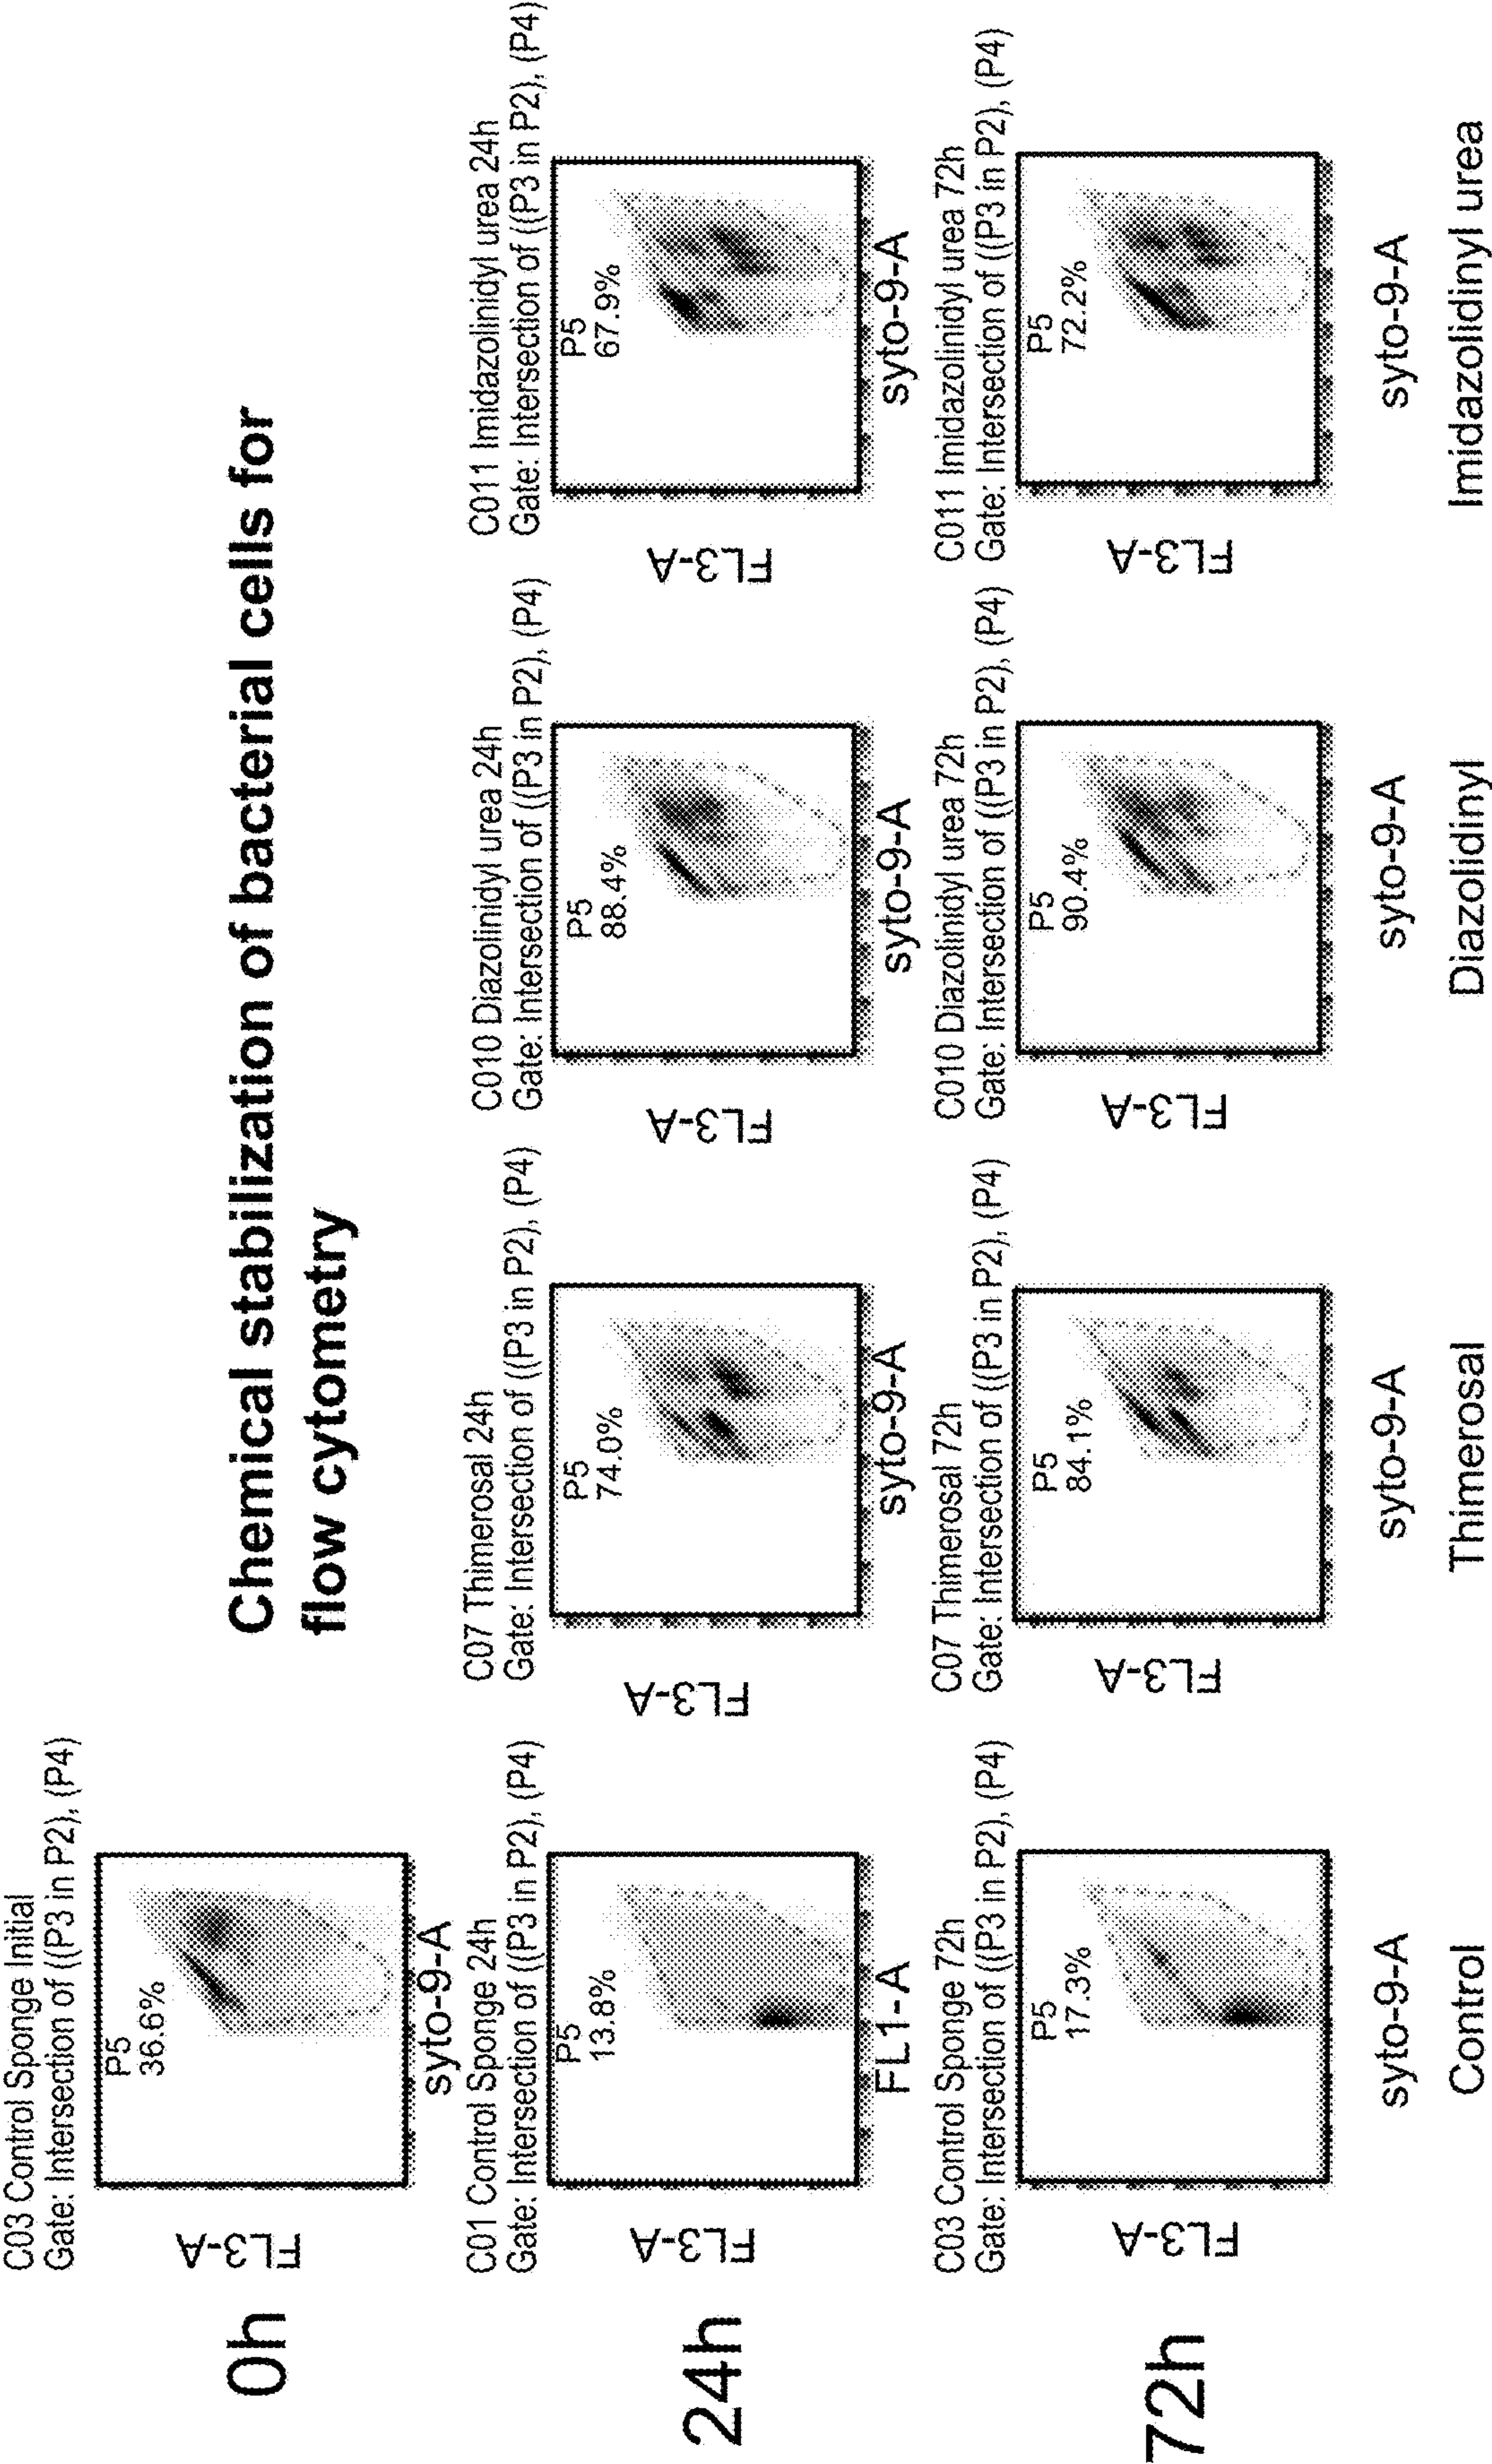 Chemical stabilization of bacterial cells for
flow cytometry
0h
C03 Control Sponge Initial
Gate: Intersection of ((P3 in P2), (P4)
P5
36.6%
FL3-A
syto-9-A
24h
C01 Control Sponge 24h
Gate: Intersection of ((P3 in P2), (P4)
P5
13.8%
FL3-A
FL1-A
C07 Thimerosal 24h
Gate: Intersection of ((P3 in P2), (P4)
P5
74.0%
FL3-A
syto-9-A
C010 Diazolinidyl urea 24h
Gate: Intersection of ((P3 in P2), (P4)
P5
88.4%
FL3-A
syto-9-A
C011 Imidazolinidyl urea 24h
Gate: Intersection of ((P3 in P2), (P4)
P5
67.9%
FL3-A
syto-9-A
72h
C03 Control Sponge 72h
Gate: Intersection of ((P3 in P2), (P4)
P5
17.3%
FL3-A
syto-9-A
Control
C07 Thimerosal 72h
Gate: Intersection of ((P3 in P2), (P4)
P5
84.1%
FL3-A
syto-9-A
Thimerosal
C010 Diazolinidyl urea 72h
Gate: Intersection of ((P3 in P2), (P4)
P5
90.4%
FL3-A
syto-9-A
Diazolidinyl
C011 Imidazolinidyl urea 72h
Gate: Intersection of ((P3 in P2), (P4)
P5
72.2%
FL3-A
syto-9-A
Imidazolidinyl urea